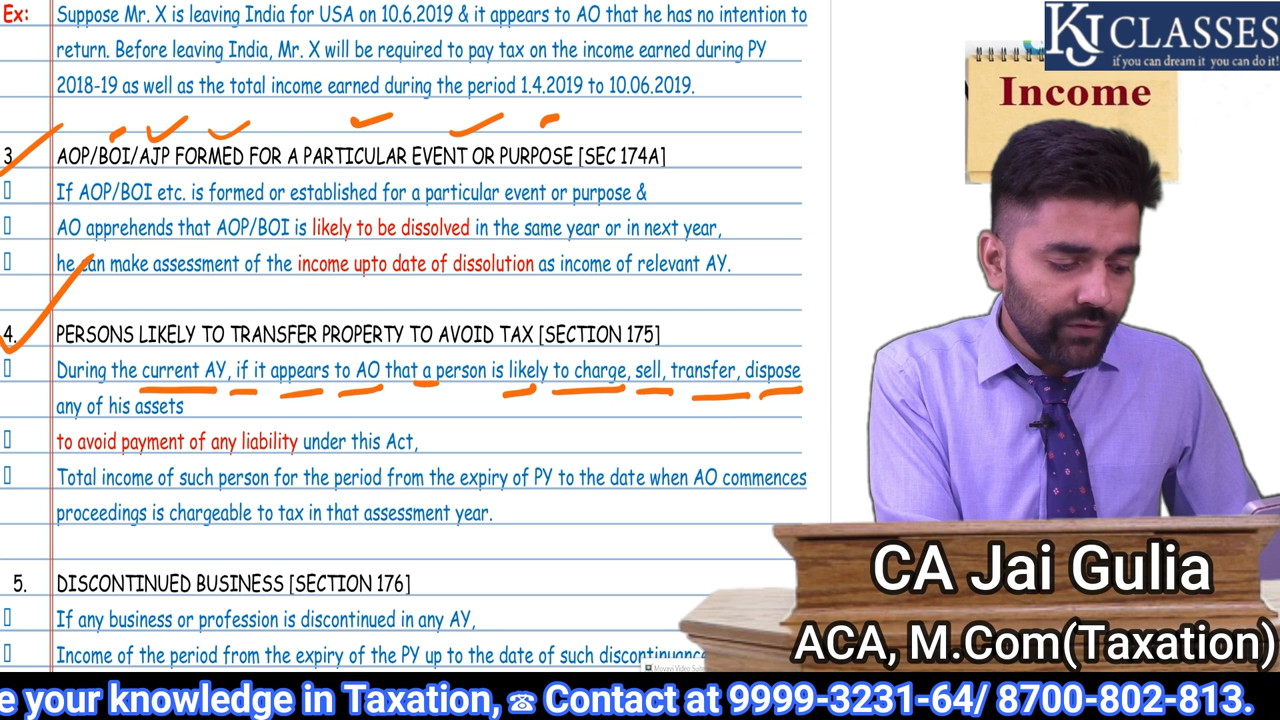 Ex: Suppose Mr. X is leaving India for USA on 10.6.2019 & it appears to AO that he has no intention to
return. Before leaving India, Mr. X will be required to pay tax on the income earned during PY
2018-19 as well as the total income earned during the period 1.4.2019 to 10.06.2019.
3 AOP/BOI/AJP FORMED FOR A PARTICULAR EVENT OR PURPOSE [SEC 174A]
If AOP/BOI etc. is formed or established for a particular event or purpose &
AO apprehends that AOP/BOI is likely to be dissolved in the same year or in next year,
he can make assessment of the income upto date of dissolution as income of relevant AY.
4. PERSONS LIKELY TO TRANSFER PROPERTY TO AVOID TAX [SECTION 175]
During the current AY, if it appears to AO that a person is likely to charge, sell, transfer, dispose
any of his assets
to avoid payment of any liability under this Act,
Total income of such person for the period from the expiry of PY to the date when AO commences
proceedings is chargeable to tax in that assessment year.
5. DISCONTINUED BUSINESS [SECTION 176]
If any business or profession is discontinued in any AY,
Income of the period from the expiry of the PY up to the date of such discontinuance
KJ CLASSES
if you can dream it you can do it!
Income
CA Jai Gulia
ACA, M.Com(Taxation)
e your knowledge in Taxation, ☎ Contact at 9999-3231-64/ 8700-802-813.